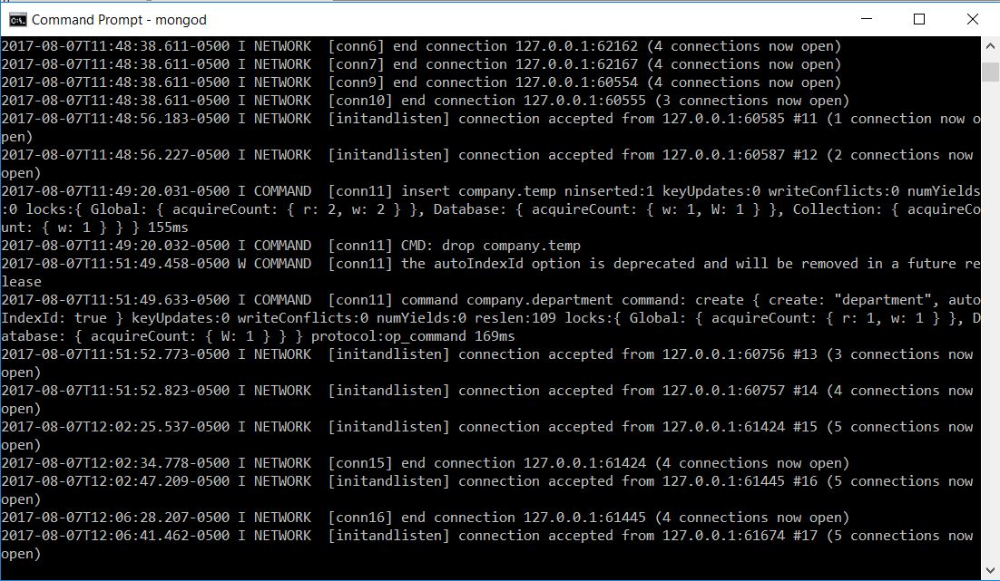 Command Prompt - mongod
2017-08-07T11:48:38.611-0500 I NETWORK  [conn6] end connection 127.0.0.1:62162 (4 connections now open)
2017-08-07T11:48:38.611-0500 I NETWORK  [conn7] end connection 127.0.0.1:62167 (4 connections now open)
2017-08-07T11:48:38.611-0500 I NETWORK  [conn9] end connection 127.0.0.1:60554 (4 connections now open)
2017-08-07T11:48:38.611-0500 I NETWORK  [conn10] end connection 127.0.0.1:60555 (3 connections now open)
2017-08-07T11:48:56.183-0500 I NETWORK  [initandlisten] connection accepted from 127.0.0.1:60585 #11 (1 connection now o
pen)
2017-08-07T11:48:56.227-0500 I NETWORK  [initandlisten] connection accepted from 127.0.0.1:60587 #12 (2 connections now
open)
2017-08-07T11:49:20.031-0500 I COMMAND  [conn11] insert company.temp ninserted:1 keyUpdates:0 writeConflicts:0 numYields
:0 locks:{ Global: { acquireCount: { r: 2, w: 2 } }, Database: { acquireCount: { w: 1, W: 1 } }, Collection: { acquireCo
unt: { w: 1 } } } 155ms
2017-08-07T11:49:20.032-0500 I COMMAND  [conn11] CMD: drop company.temp
2017-08-07T11:51:49.458-0500 W COMMAND  [conn11] the autoIndexId option is deprecated and will be removed in a future re
lease
2017-08-07T11:51:49.633-0500 I COMMAND  [conn11] command company.department command: create { create: "department", auto
IndexId: true } keyUpdates:0 writeConflicts:0 numYields:0 reslen:109 locks:{ Global: { acquireCount: { r: 1, w: 1 } }, D
atabase: { acquireCount: { W: 1 } } } protocol:op_command 169ms
2017-08-07T11:51:52.773-0500 I NETWORK  [initandlisten] connection accepted from 127.0.0.1:60756 #13 (3 connections now
open)
2017-08-07T11:51:52.823-0500 I NETWORK  [initandlisten] connection accepted from 127.0.0.1:60757 #14 (4 connections now
open)
2017-08-07T12:02:25.537-0500 I NETWORK  [initandlisten] connection accepted from 127.0.0.1:61424 #15 (5 connections now
open)
2017-08-07T12:02:34.778-0500 I NETWORK  [conn15] end connection 127.0.0.1:61424 (4 connections now open)
2017-08-07T12:02:47.209-0500 I NETWORK  [initandlisten] connection accepted from 127.0.0.1:61445 #16 (5 connections now
open)
2017-08-07T12:06:28.207-0500 I NETWORK  [conn16] end connection 127.0.0.1:61445 (4 connections now open)
2017-08-07T12:06:41.462-0500 I NETWORK  [initandlisten] connection accepted from 127.0.0.1:61674 #17 (5 connections now
open)